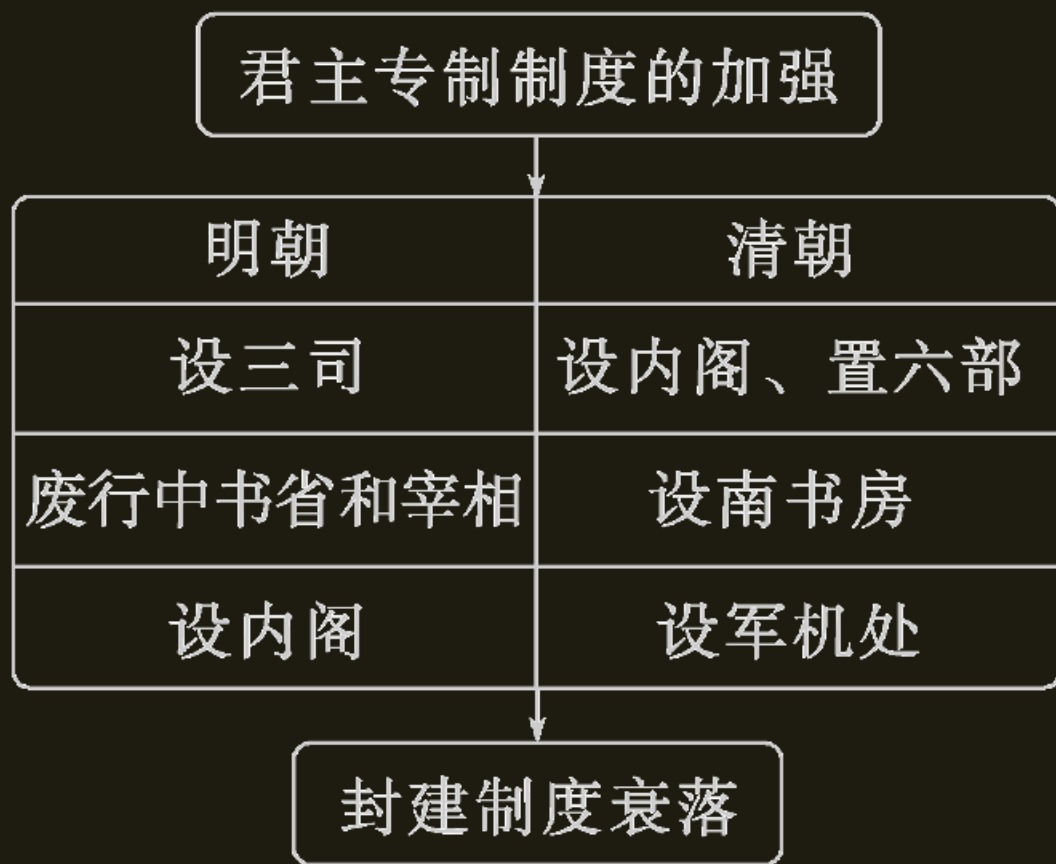 君主专制制度的加强
明朝
清朝
设三司
设内阁、置六部
废行中书省和宰相
设南书房
设内阁
设军机处
封建制度衰落